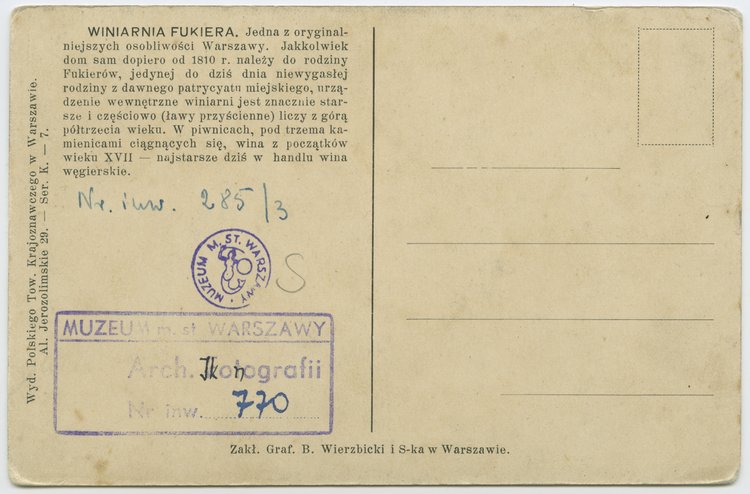 WINIARNIA FUKIERA. Jedna z oryginal-
niejszych osobliwości Warszawy. Jakkolwiek
dom sam dopiero od 1810 r. należy do rodziny
Fukierów, jedynej do dziś dnia niewygasłej
rodziny z dawnego patrycyatu miejskiego, urzą-
dzenie wewnętrzne winiarni jest znacznie star-
sze i częściowo (ławy przyścienne) liczy z górą
półtrzecia wieku. W piwnicach, pod trzema ka-
mienicami ciągnących się, wina z początków
wieku XVII — najstarsze dziś w handlu wina
węgierskie.
Nr. inw. 285/3
MUZEUM M. ST. WARSZAWY
S
MUZEUM m. st. WARSZAWY
Arch. Ikonografii
Nr inw. 770
Wyd. Polskiego Tow. Krajoznawczego w Warszawie.
Al. Jerozolimskie 29. — Ser. K. — 7.
Zakł. Graf. B. Wierzbicki i S-ka w Warszawie.